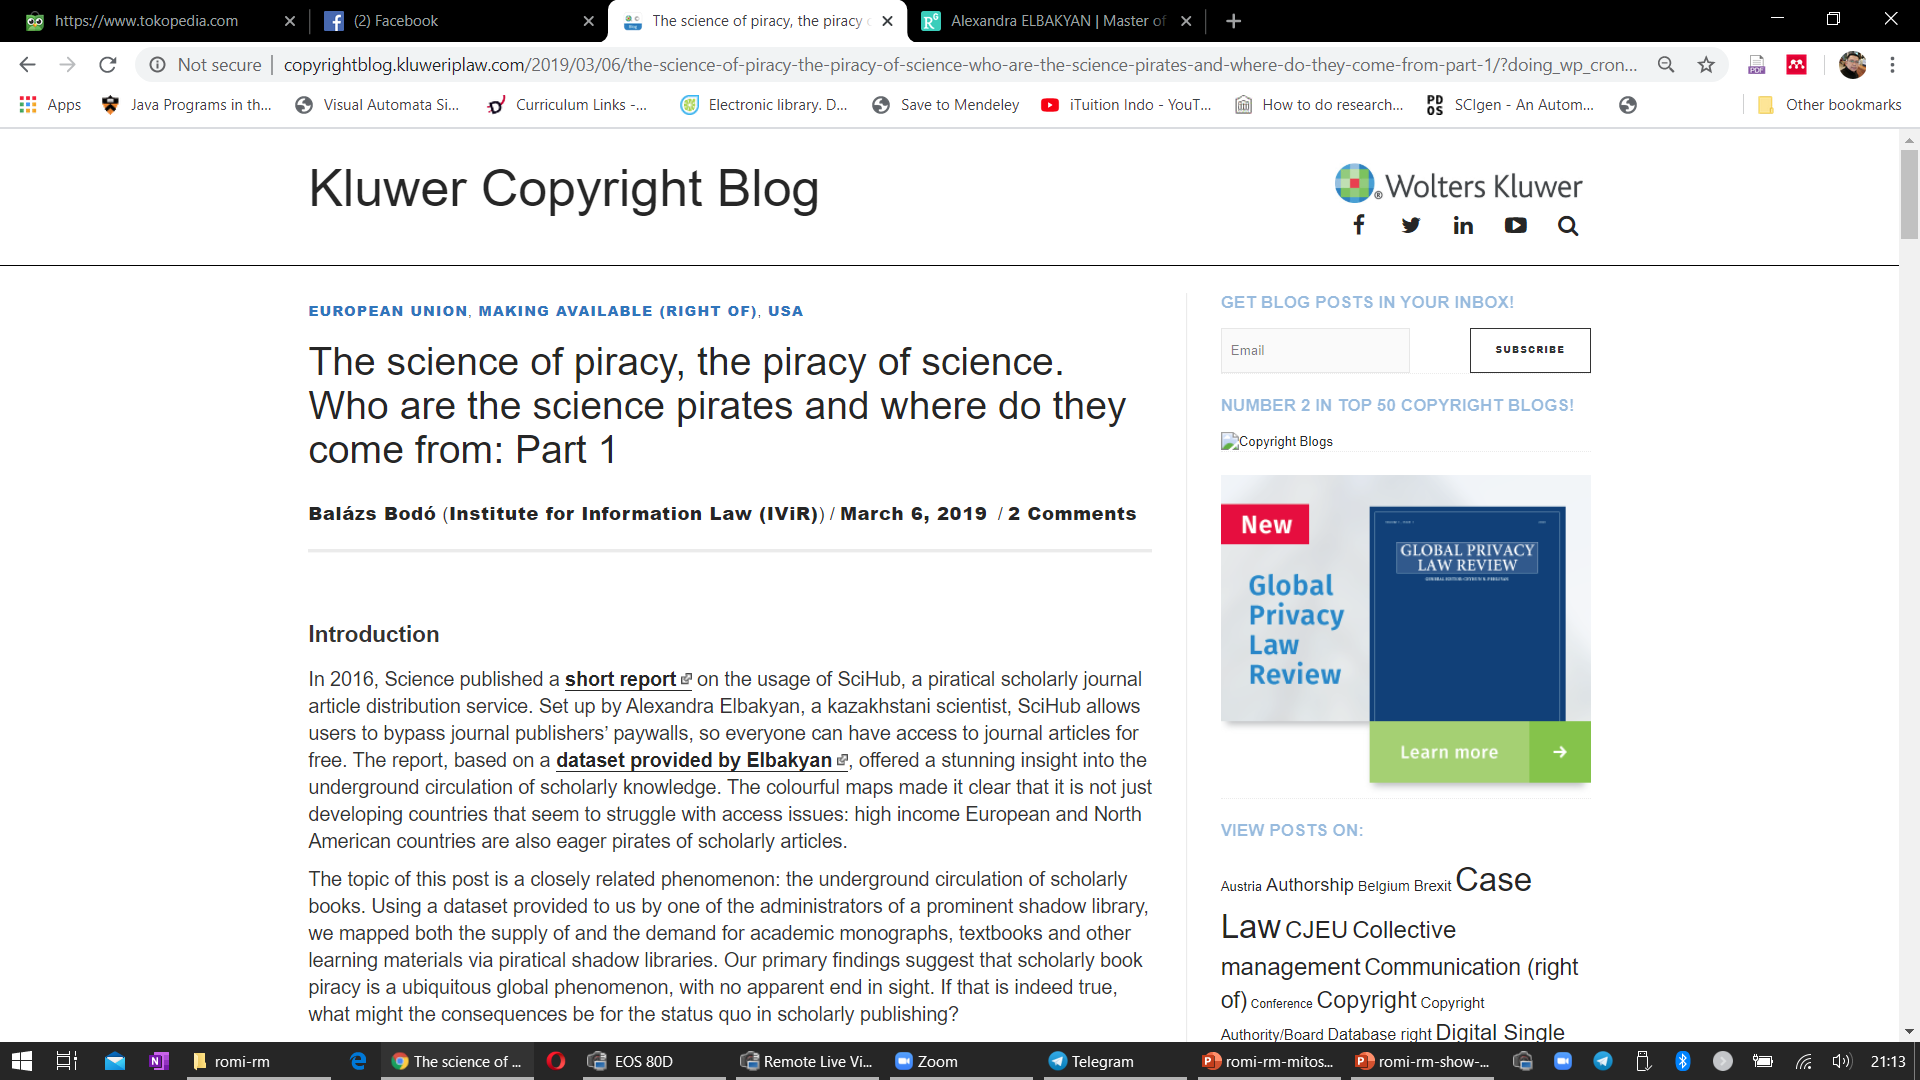 https://www.tokopedia.com
(2) Facebook
The science of piracy, the piracy o
Alexandra ELBAKYAN | Master of
Not secure
copyrightblog.kluweriplaw.com/2019/03/06/the-science-of-piracy-the-piracy-of-science-who-are-the-science-pirates-and-where-do-they-come-from-part-1/?doing_wp_cron...
Apps
Java Programs in th...
Visual Automata Si...
Curriculum Links -...
Electronic library. D...
Save to Mendeley
iTuition Indo - YouT...
How to do research...
PD OS
SCIgen - An Autom...
Other bookmarks
Kluwer Copyright Blog
® Wolters Kluwer
EUROPEAN UNION, MAKING AVAILABLE (RIGHT OF), USA
The science of piracy, the piracy of science.
Who are the science pirates and where do they
come from: Part 1
Balázs Bodó (Institute for Information Law (IViR)) / March 6, 2019 / 2 Comments
Introduction
In 2016, Science published a short report on the usage of SciHub, a piratical scholarly journal
article distribution service. Set up by Alexandra Elbakyan, a kazakhstani scientist, SciHub allows
users to bypass journal publishers’ paywalls, so everyone can have access to journal articles for
free. The report, based on a dataset provided by Elbakyan, offered a stunning insight into the
underground circulation of scholarly knowledge. The colourful maps made it clear that it is not just
developing countries that seem to struggle with access issues: high income European and North
American countries are also eager pirates of scholarly articles.
The topic of this post is a closely related phenomenon: the underground circulation of scholarly
books. Using a dataset provided to us by one of the administrators of a prominent shadow library,
we mapped both the supply of and the demand for academic monographs, textbooks and other
learning materials via piratical shadow libraries. Our primary findings suggest that scholarly book
piracy is a ubiquitous global phenomenon, with no apparent end in sight. If that is indeed true,
what might the consequences be for the status quo in scholarly publishing?
GET BLOG POSTS IN YOUR INBOX!
Email
SUBSCRIBE
NUMBER 2 IN TOP 50 COPYRIGHT BLOGS!
Copyright Blogs
New
Global
Privacy
Law
Review
GLOBAL PRIVACY
LAW REVIEW
Learn more
VIEW POSTS ON:
Austria Authorship Belgium Brexit Case
Law CJEU Collective
management Communication (right
of) Conference Copyright Copyright
Authority/Board Database right Digital Single
romi-rm
The science of ...
EOS 80D
Remote Live Vi...
Zoom
Telegram
romi-rm-mitos...
romi-rm-show-...
21:13